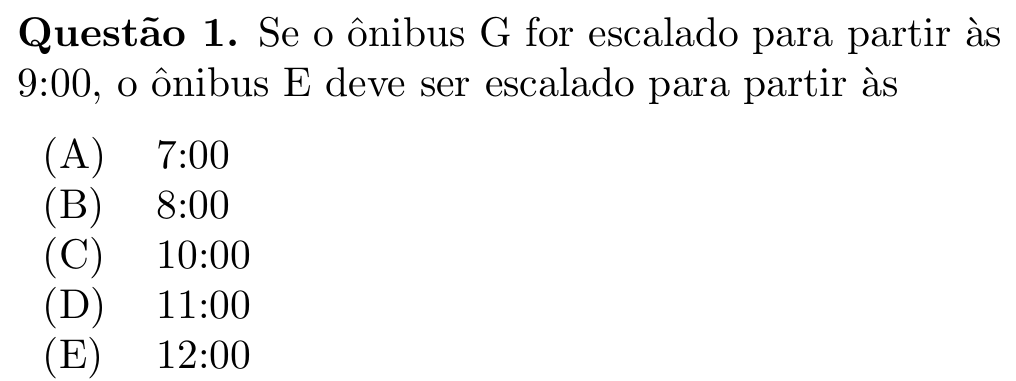 Questão 1. Se o ônibus G for escalado para partir às
9:00, o ônibus E deve ser escalado para partir às
(A) 7:00
(B) 8:00
(C) 10:00
(D) 11:00
(E) 12:00